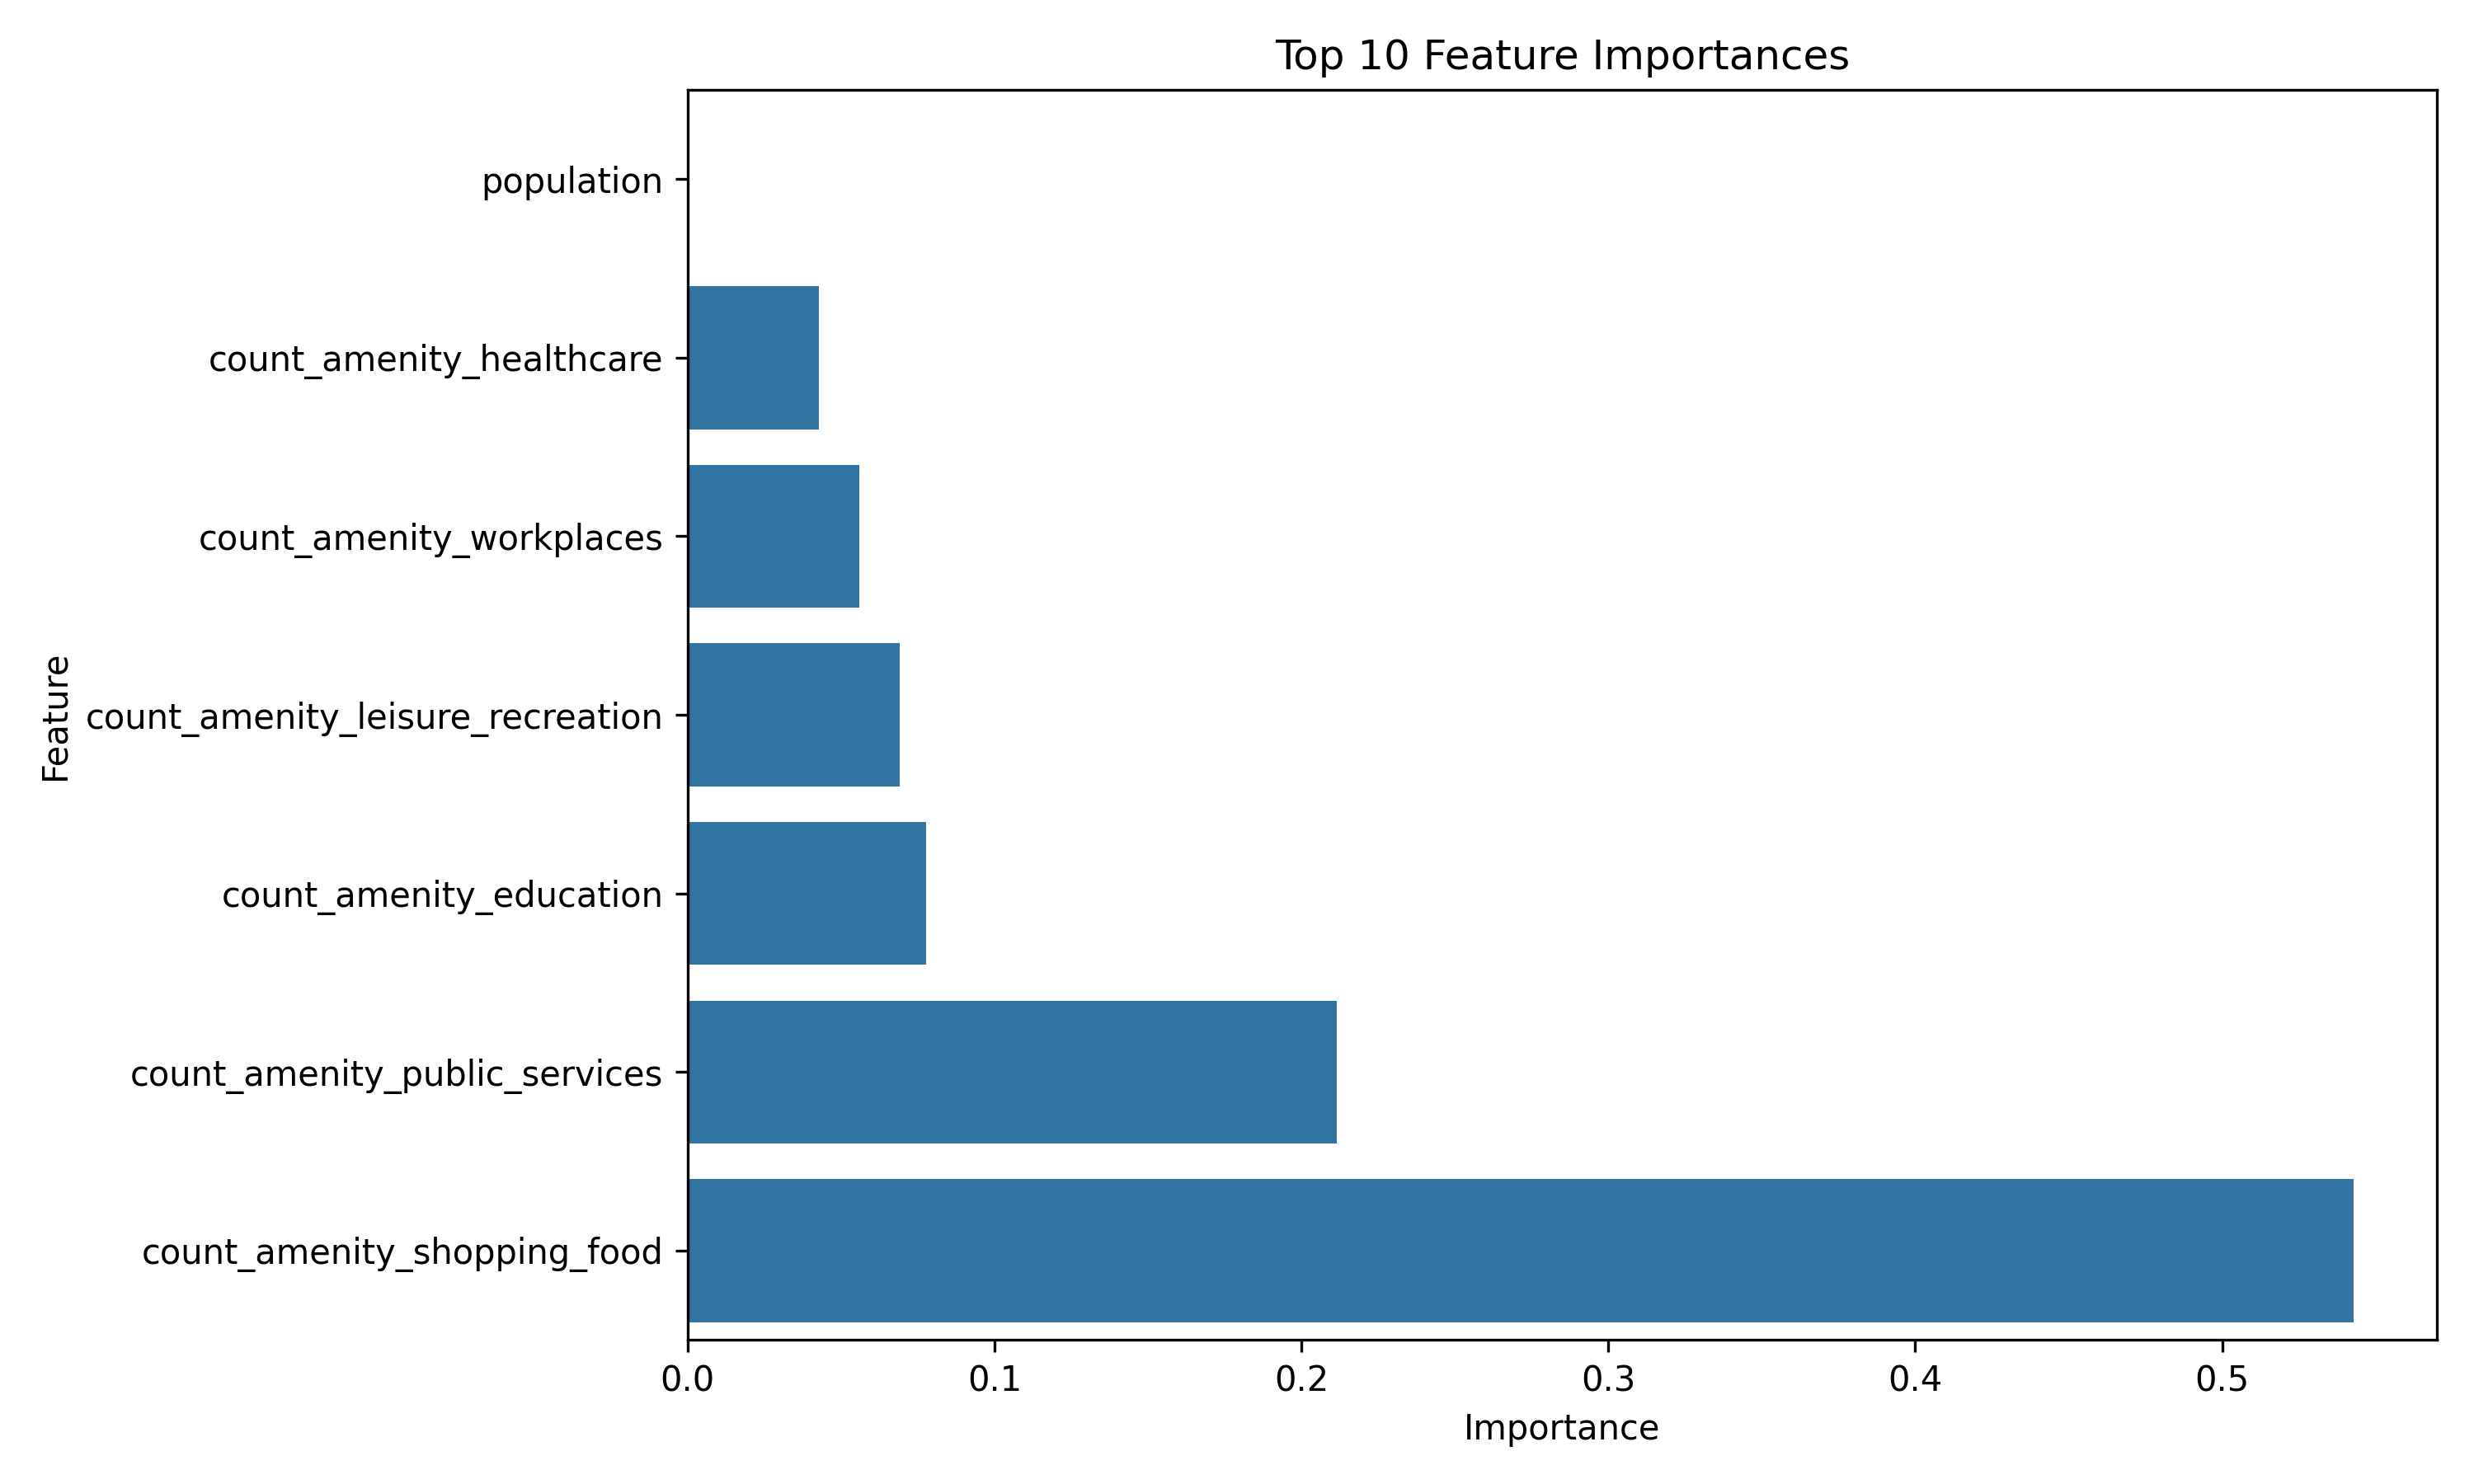 Top 10 Feature Importances
population
count_amenity_healthcare
count_amenity_workplaces
count_amenity_leisure_recreation
count_amenity_education
count_amenity_public_services
count_amenity_shopping_food
Feature
0.0 0.1 0.2 0.3 0.4 0.5
Importance